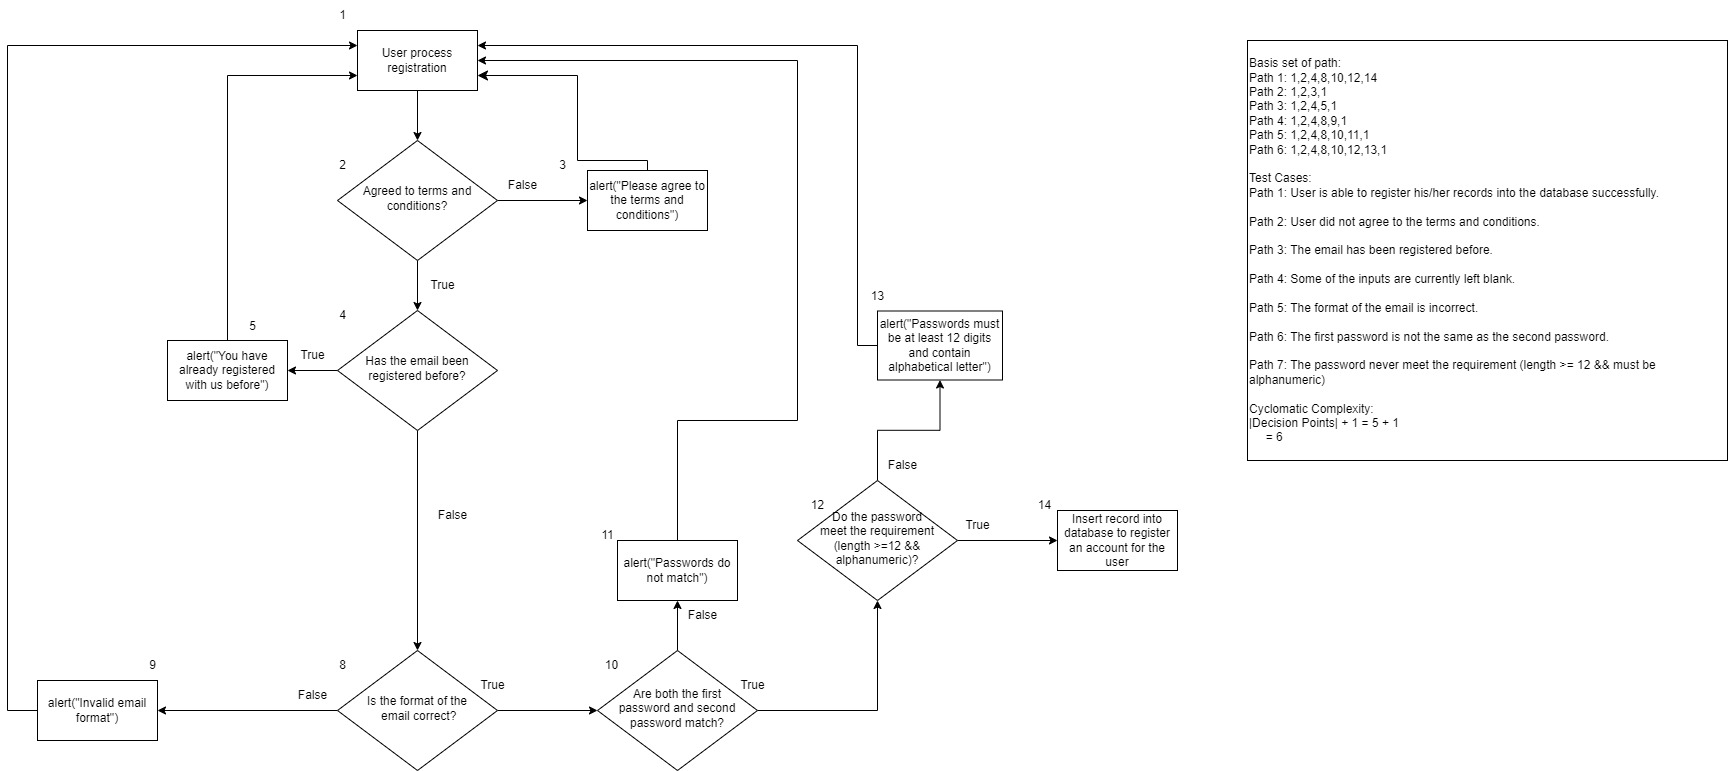 1
User process
registration
2
Agreed to terms and
conditions?
False
3
alert("Please agree to
the terms and
conditions")
True
4
Has the email been
registered before?
True
5
alert("You have
already registered
with us before")
False
8
Is the format of the
email correct?
False
9
alert("Invalid email
format")
True
10
Are both the first
password and second
password match?
False
11
alert("Passwords do
not match")
True
12
Do the password
meet the requirement
(length >=12 &&
alphanumeric)?
False
13
alert("Passwords must
be at least 12 digits
and contain
alphabetical letter")
True
14
Insert record into
database to register
an account for the
user
Basis set of path:
Path 1: 1,2,4,8,10,12,14
Path 2: 1,2,3,1
Path 3: 1,2,4,5,1
Path 4: 1,2,4,8,9,1
Path 5: 1,2,4,8,10,11,1
Path 6: 1,2,4,8,10,12,13,1
Test Cases:
Path 1: User is able to register his/her records into the database successfully.
Path 2: User did not agree to the terms and conditions.
Path 3: The email has been registered before.
Path 4: Some of the inputs are currently left blank.
Path 5: The format of the email is incorrect.
Path 6: The first password is not the same as the second password.
Path 7: The password never meet the requirement (length >= 12 && must be
alphanumeric)
Cyclomatic Complexity:
|Decision Points| + 1 = 5 + 1
= 6